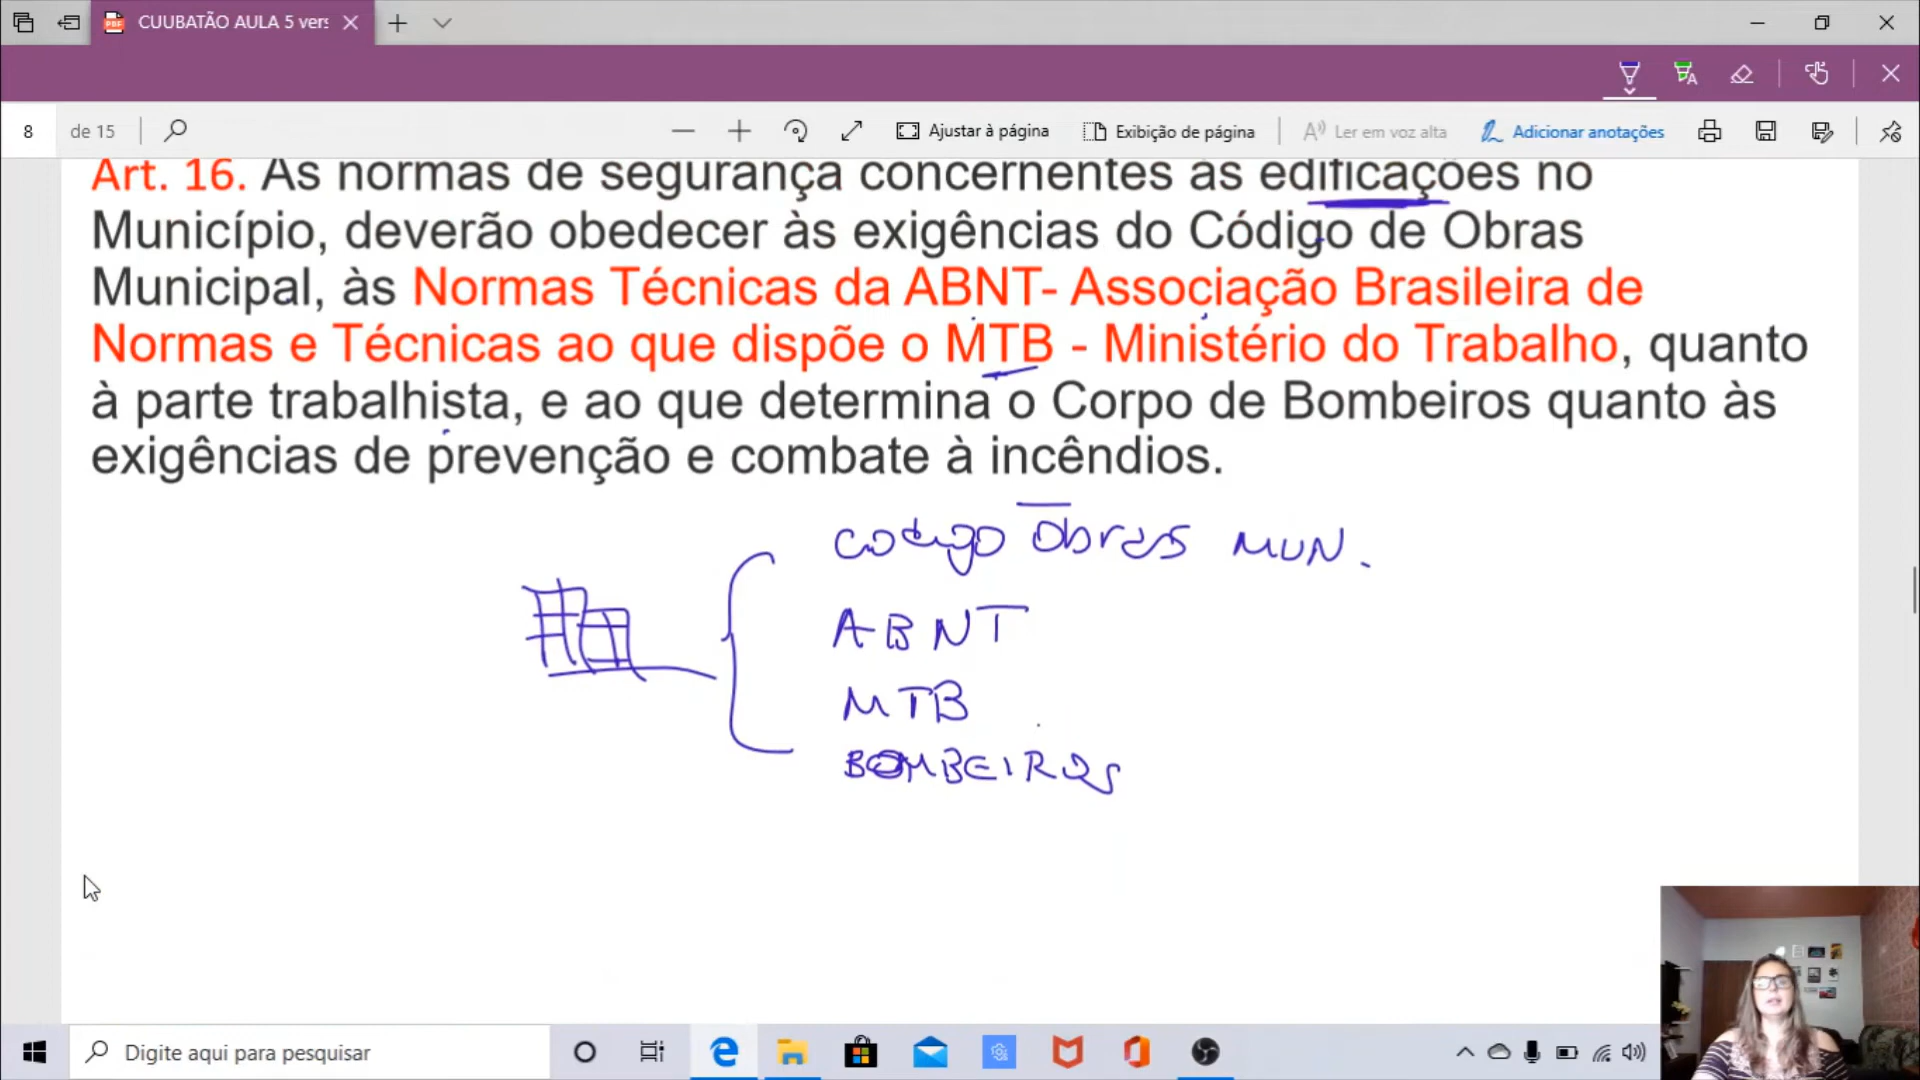 CUUBATÃO AULA 5 vers
8 de 15
Ajustar à página
Exibição de página
Ler em voz alta
Adicionar anotações
Art. 16. As normas de segurança concernentes às edificações no
Município, deverão obedecer às exigências do Código de Obras
Municipal, às Normas Técnicas da ABNT- Associação Brasileira de
Normas e Técnicas ao que dispõe o MTB - Ministério do Trabalho, quanto
à parte trabalhista, e ao que determina o Corpo de Bombeiros quanto às
exigências de prevenção e combate à incêndios.
codigo obras MUN.
ABNT
MTB
BOMBEIROS
Digite aqui para pesquisar